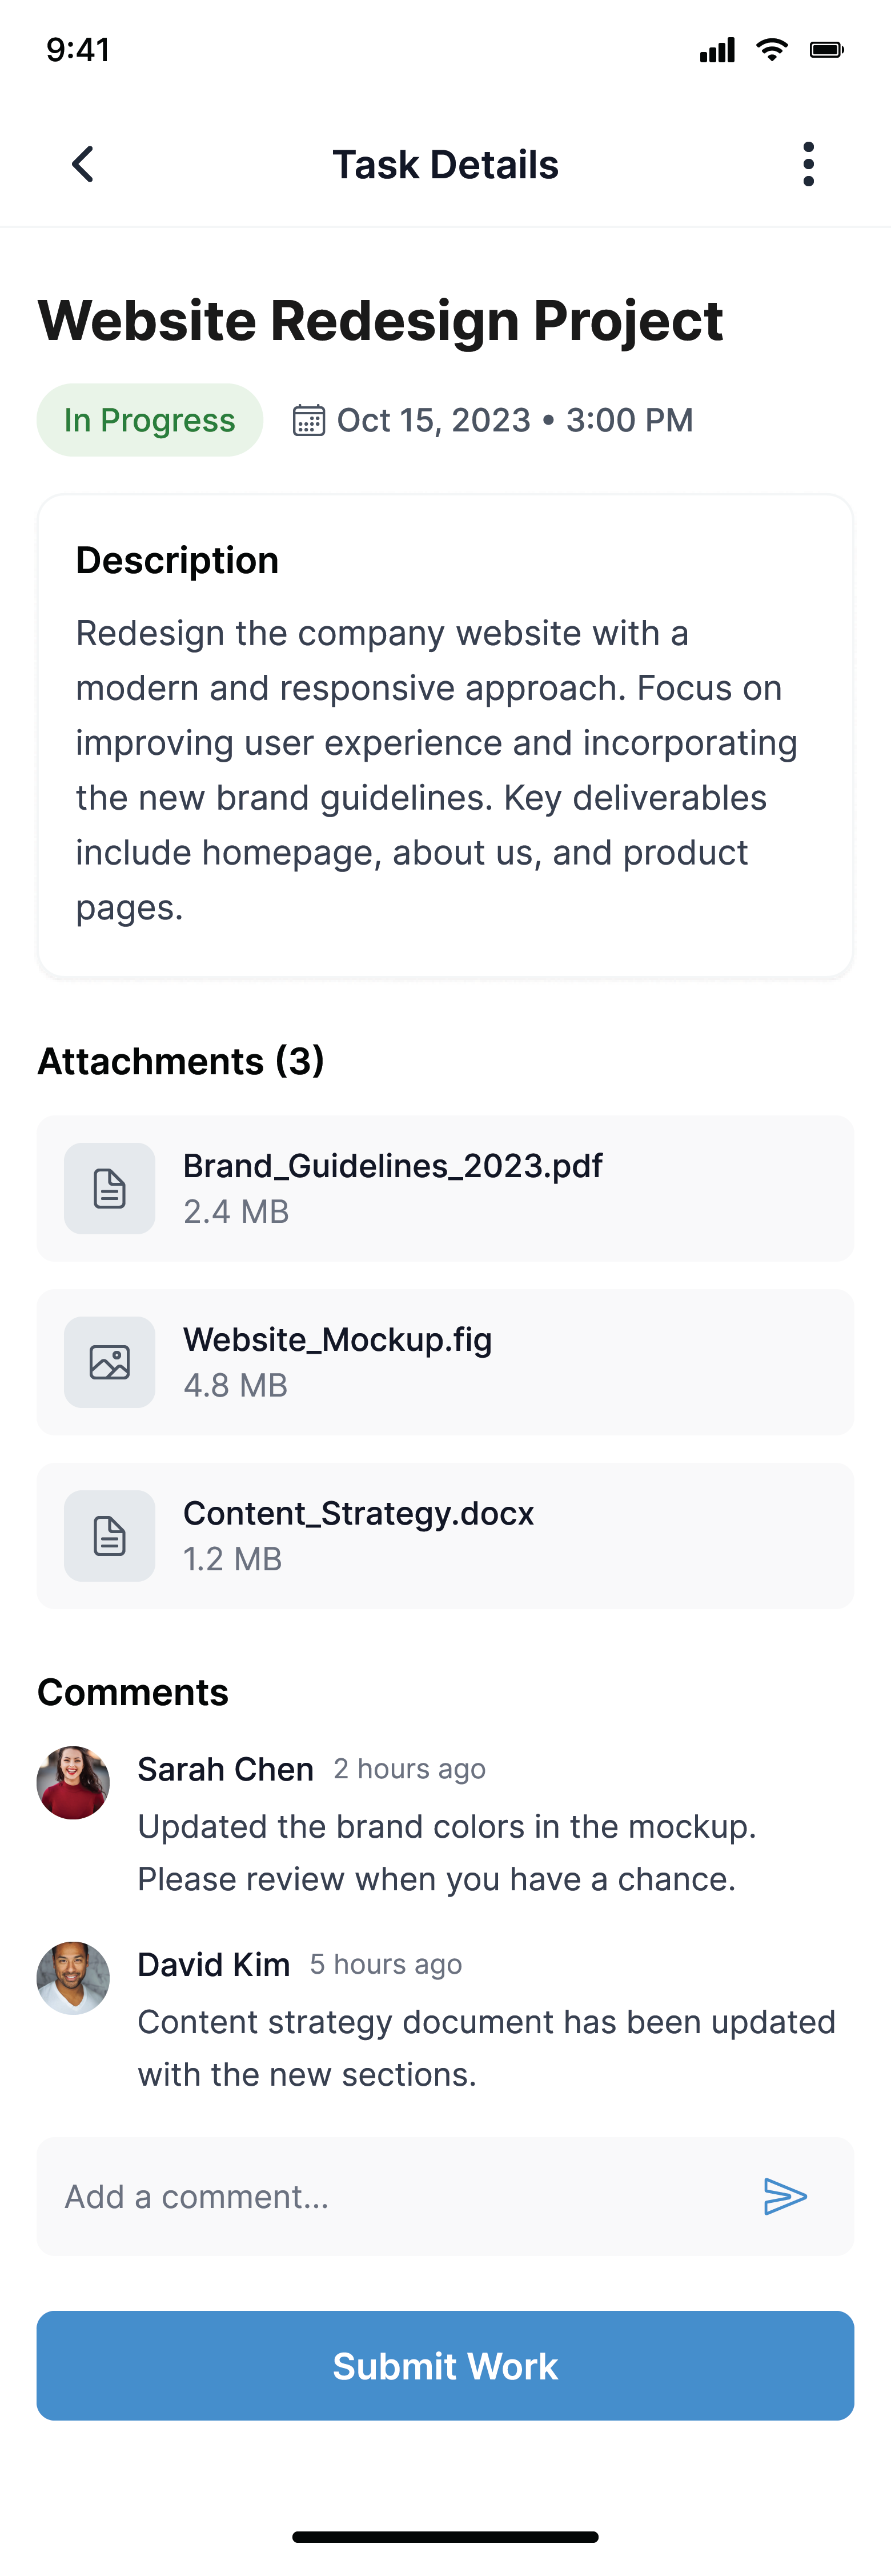 9:41
Task Details
Website Redesign Project
In Progress
Oct 15, 2023 • 3:00 PM
Description
Redesign the company website with a
modern and responsive approach. Focus on
improving user experience and incorporating
the new brand guidelines. Key deliverables
include homepage, about us, and product
pages.
Attachments (3)
Brand_Guidelines_2023.pdf
2.4 MB
Website_Mockup.fig
4.8 MB
Content_Strategy.docx
1.2 MB
Comments
Sarah Chen 2 hours ago
Updated the brand colors in the mockup.
Please review when you have a chance.
David Kim 5 hours ago
Content strategy document has been updated
with the new sections.
Add a comment...
Submit Work